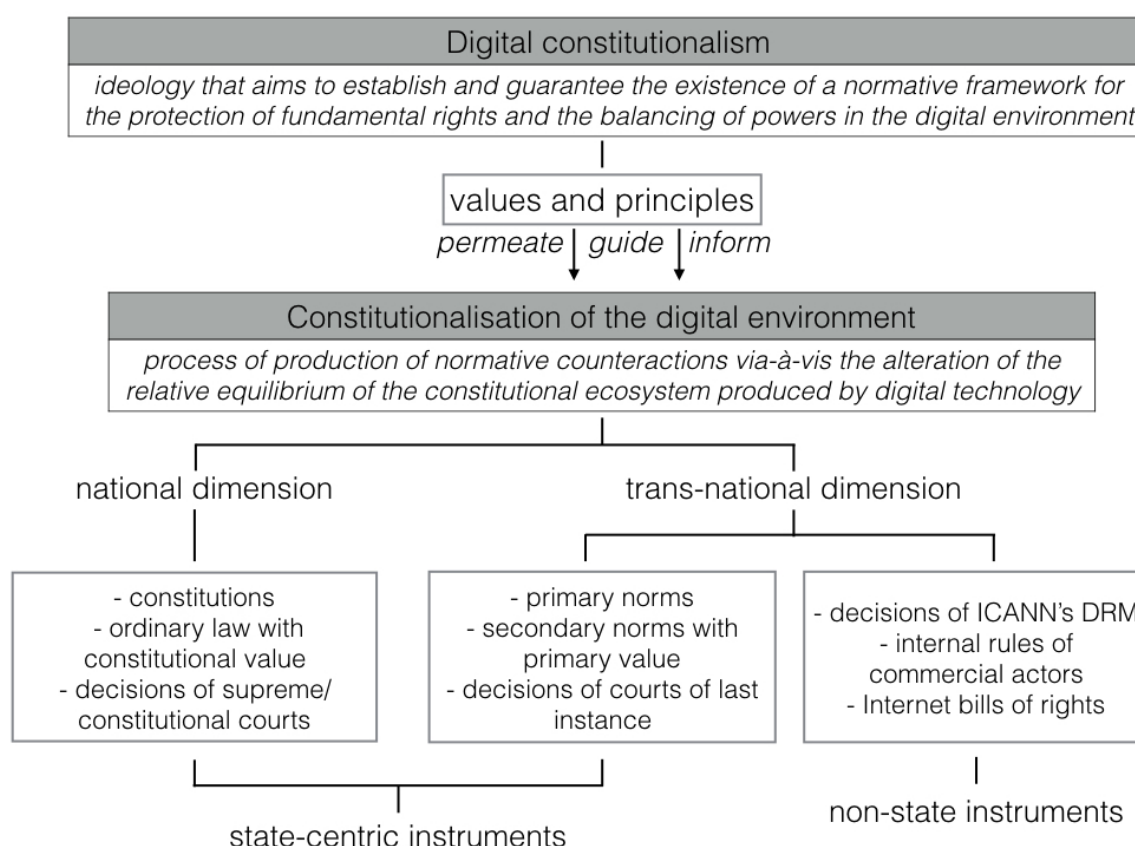 Digital constitutionalism
ideology that aims to establish and guarantee the existence of a normative framework for
the protection of fundamental rights and the balancing of powers in the digital environment
values and principles
permeate guide inform
Constitutionalisation of the digital environment
process of production of normative counteractions via-à-vis the alteration of the
relative equilibrium of the constitutional ecosystem produced by digital technology
national dimension
trans-national dimension
- constitutions
- ordinary law with
constitutional value
- decisions of supreme/
constitutional courts
- primary norms
- secondary norms with
primary value
- decisions of courts of last
instance
- decisions of ICANN's DRM
- internal rules of
commercial actors
- Internet bills of rights
state-centric instruments
non-state instruments